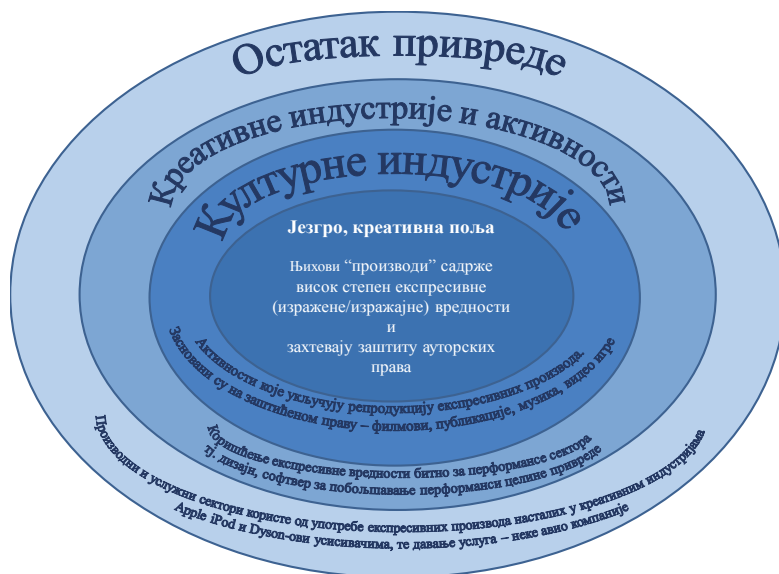 Остатак привреде
Креативне индустрије и активности
Културне индустрије
Језгро, креативна поља
Њихови “производи” садрже
висок степен експресивне
(изражене/изражајне) вредности
и
захтевају заштиту ауторских
права
Активности које укључују репродукцију експресивних производа.
Засновани су на заштићеном праву – филмови, публикације, музика, видео игре
Коришћење експресивне вредности битно за перформансе сектора
тј. дизајн, софтвер за побољшавање перформанси целине привреде
Производни и услужни сектори користе од употребе експресивних производа насталих у креативним индустријама
Apple iPod и Dyson-ови усисивачима, те давање услуга – неке авио компаније